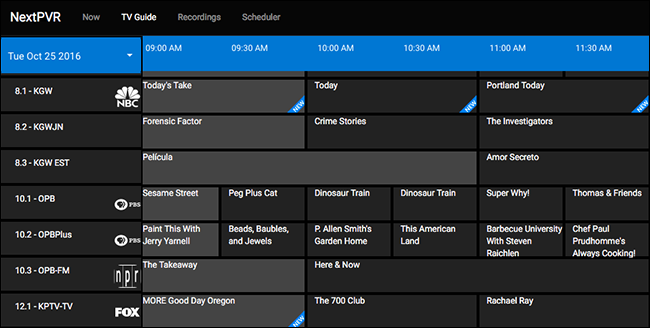 NextPVR Now TV Guide Recordings Scheduler
Tue Oct 25 2016 09:00 AM 09:30 AM 10:00 AM 10:30 AM 11:00 AM 11:30 AM
8.1 - KGW NBC Today's Take NEW Today NEW Portland Today NEW
8.2 - KGWJN Forensic Factor Crime Stories The Investigators
8.3 - KGW EST Película Amor Secreto
10.1 - OPB PBS Sesame Street Peg Plus Cat Dinosaur Train Dinosaur Train Super Why! Thomas & Friends
10.2 - OPBPlus PBS Paint This With Beads, Baubles, P. Allen Smith's This American Barbecue University Chef Paul
Jerry Yarnell and Jewels Garden Home Land With Steven Prudhomme's
Raichlen Always Cooking!
10.3 - OPB-FM npr The Takeaway Here & Now
12.1 - KPTV-TV FOX MORE Good Day Oregon NEW The 700 Club Rachael Ray